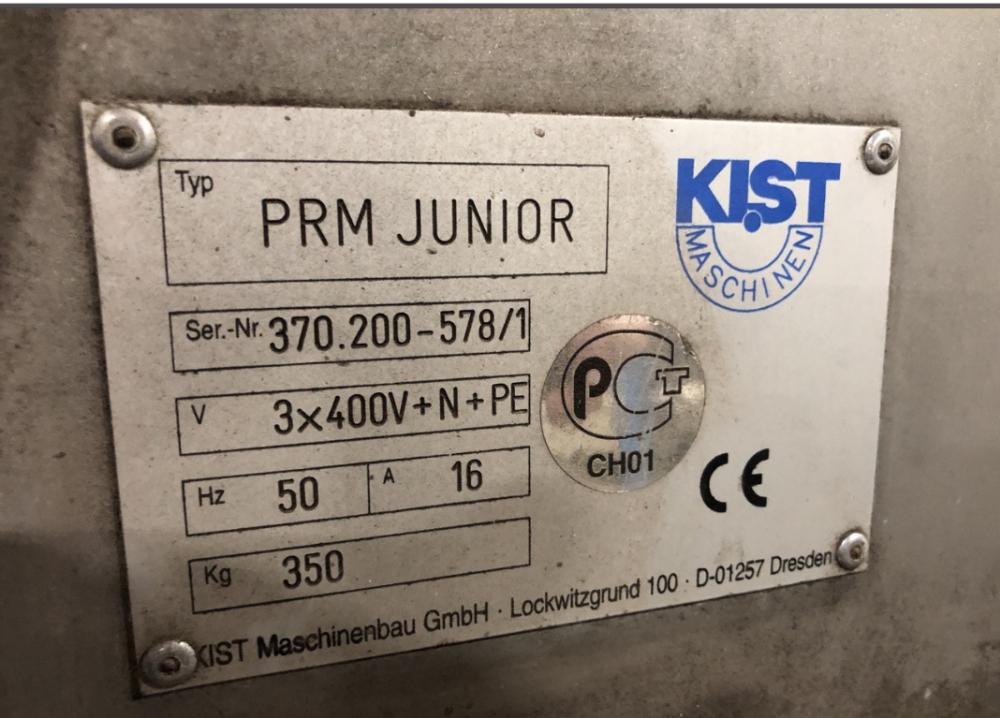 Typ
PRM JUNIOR
KIST
MASCHINEN
Ser.-Nr. 370.200-578/1
V 3×400V+N+PE
Hz 50 A 16
PCT
CH01
CE
Kg 350
KIST Maschinenbau GmbH · Lockwitzgrund 100 · D-01257 Dresden